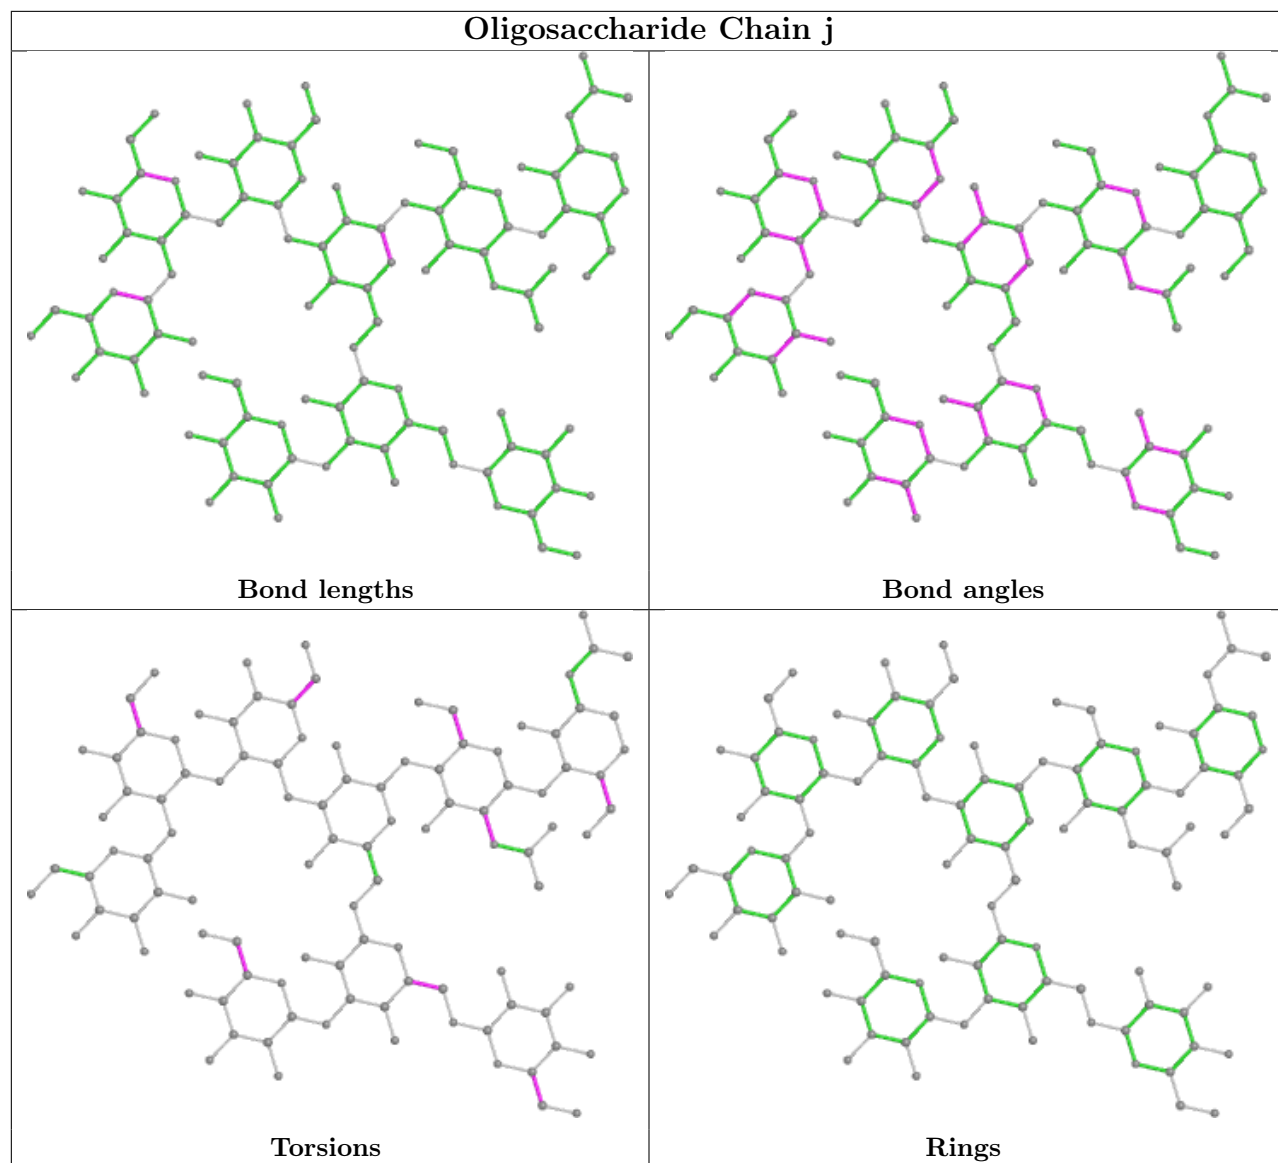 Oligosaccharide Chain j
Bond lengths
Bond angles
Torsions
Rings